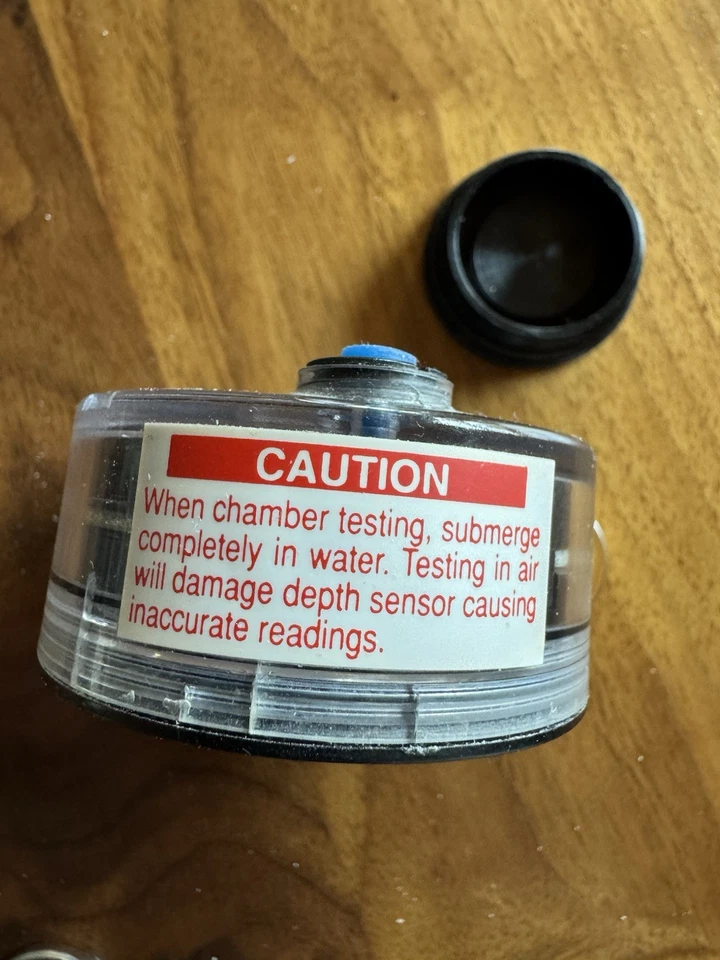 CAUTION
When chamber testing, submerge
completely in water. Testing in air
will damage depth sensor causing
inaccurate readings.